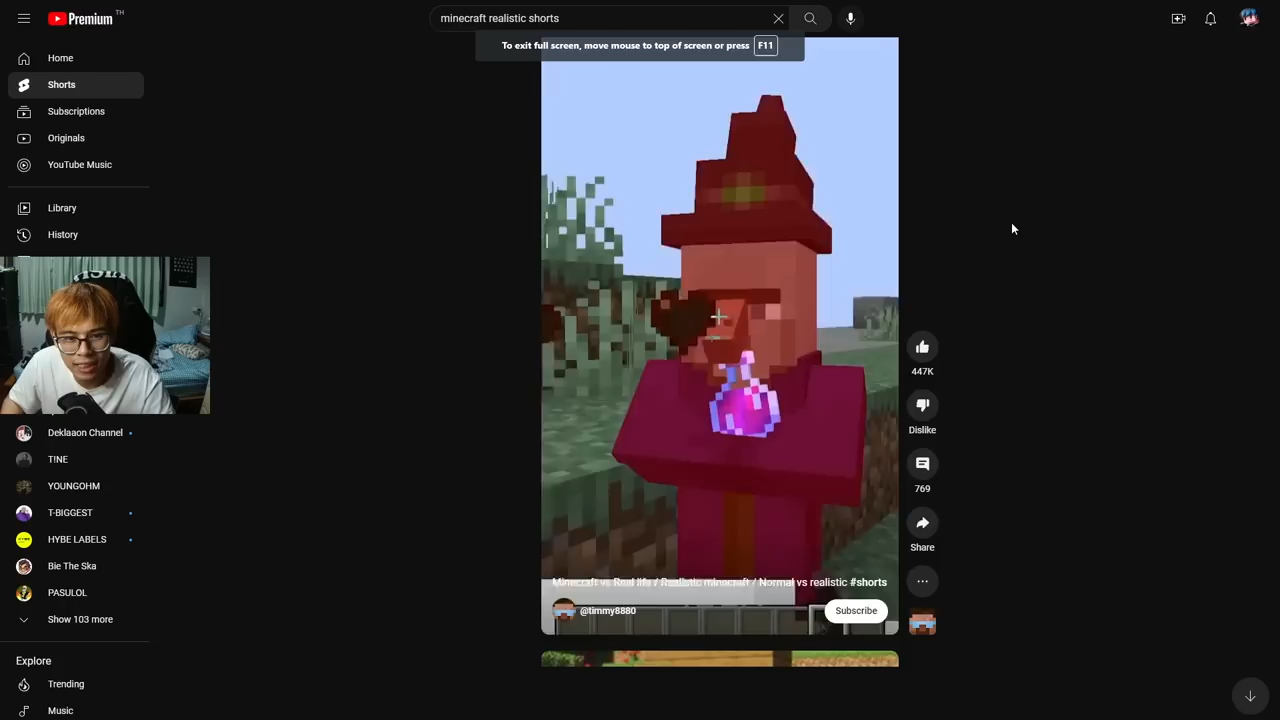 Premium TH
minecraft realistic shorts
To exit full screen, move mouse to top of screen or press F11
Home
Shorts
Subscriptions
Originals
YouTube Music
Library
History
Deklaaon Channel
T!NE
YOUNGOHM
T-BIGGEST
HYBE LABELS
Bie The Ska
PASULOL
Show 103 more
Explore
Trending
Music
447K
Dislike
769
Share
Minecraft vs Real life / Realistic minecraft / Normal vs realistic #shorts
@timmy8880
Subscribe